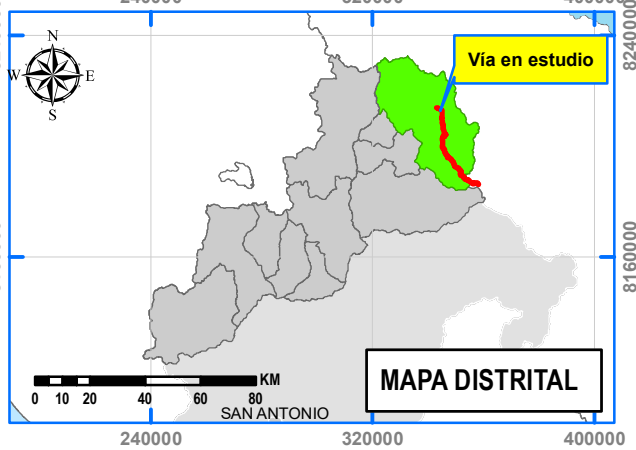 240000 320000 400000
8240000
N
W E
S
Vía en estudio
8160000
KM
0 10 20 40 60 80
MAPA DISTRITAL
SAN ANTONIO
240000 320000 400000